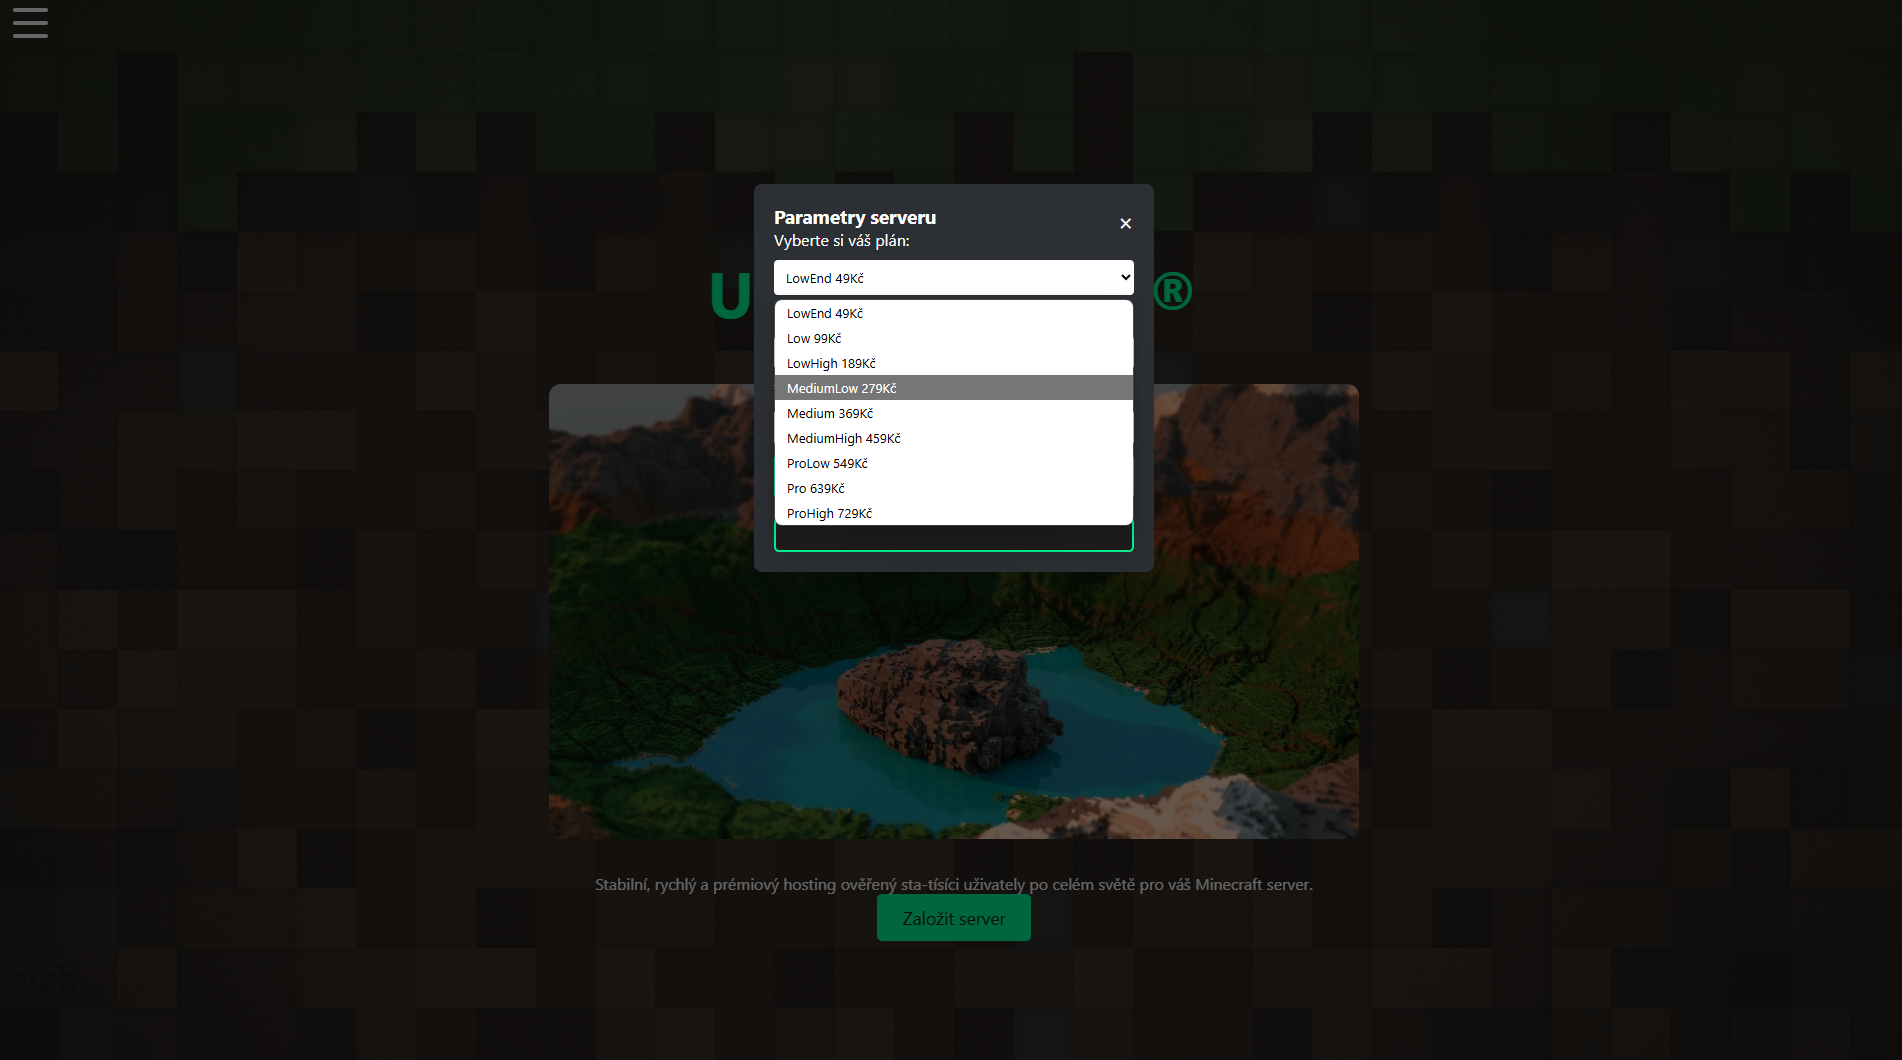 Parametry serveru
×
Vyberte si váš plán:
LowEnd 49Kč
U
®
LowEnd 49Kč
Low 99Kč
LowHigh 189Kč
MediumLow 279Kč
Medium 369Kč
MediumHigh 459Kč
ProLow 549Kč
Pro 639Kč
ProHigh 729Kč
Stabilní, rychlý a prémiový hosting ověřený sta-tísíci uživately po celém světě pro váš Minecraft server.
Založit server